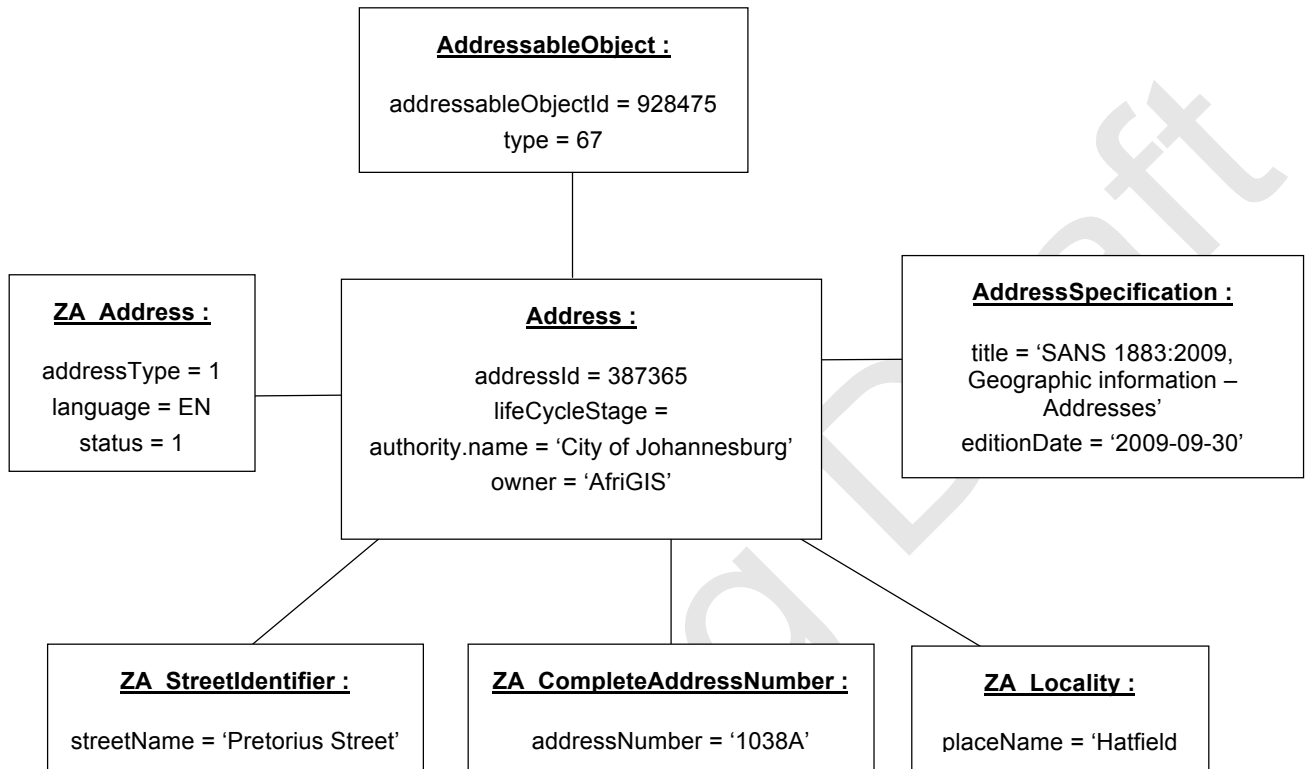 AddressableObject :
addressableObjectId = 928475
type = 67
ZA_Address :
addressType = 1
language = EN
status = 1
Address :
addressId = 387365
lifeCycleStage =
authority.name = ‘City of Johannesburg’
owner = ‘AfriGIS’
AddressSpecification :
title = ‘SANS 1883:2009,
Geographic information –
Addresses’
editionDate = ‘2009-09-30’
ZA_StreetIdentifier :
streetName = ‘Pretorius Street’
ZA_CompleteAddressNumber :
addressNumber = ‘1038A’
ZA_Locality :
placeName = ‘Hatfield
g Draft